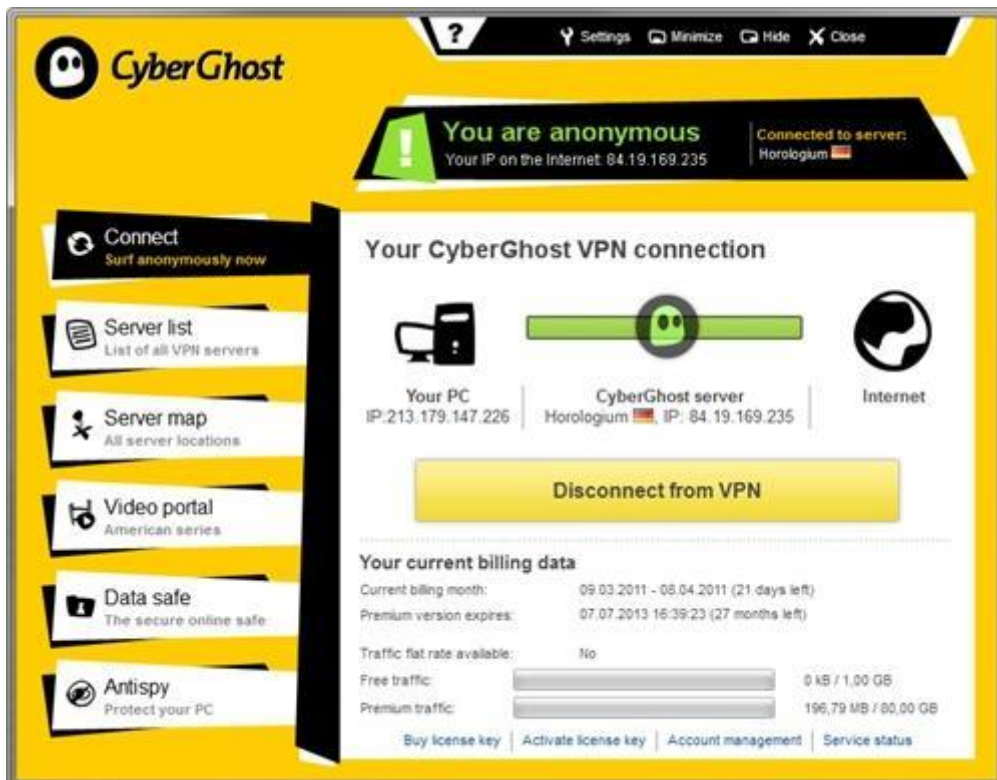 CyberGhost
?
Settings Minimize Hide Close
You are anonymous
Your IP on the Internet: 84.19.169.235
Connected to server:
Horologium
Connect
Surf anonymously now
Server list
List of all VPN servers
Server map
All server locations
Video portal
American series
Data safe
The secure online safe
Antispy
Protect your PC
Your CyberGhost VPN connection
Your PC
IP:213.179.147.226
CyberGhost server
Horologium , IP: 84.19.169.235
Internet
Disconnect from VPN
Your current billing data
Current billing month: 09.03.2011 - 08.04.2011 (21 days left)
Premium version expires: 07.07.2013 16:39:23 (27 months left)
Traffic flat rate available: No
Free traffic: 0 kB / 1,00 GB
Premium traffic: 196,79 MB / 80,00 GB
Buy license key | Activate license key | Account management | Service status